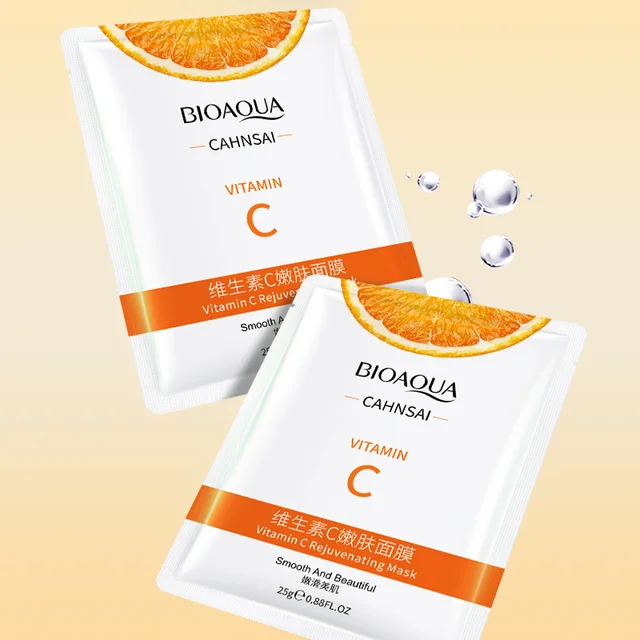 BIOAQUA
CAHNSAI
VITAMIN
C
维生素C嫩肤面膜
Vitamin C Rejuven
Smooth And
BIOAQUA
CAHNSAI
VITAMIN
C
维生素C嫩肤面膜
Vitamin C Rejuvenating Mask
Smooth And Beautiful
嫩滑美肌
25g℮0.88FL.OZ